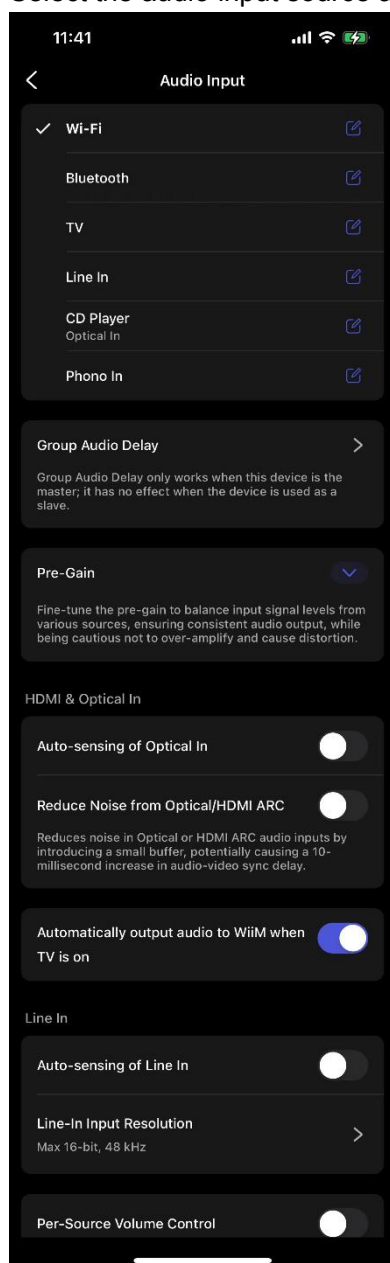 11:41
Audio Input
Wi-Fi
Bluetooth
TV
Line In
CD Player
Optical In
Phono In
Group Audio Delay
Group Audio Delay only works when this device is the
master; it has no effect when the device is used as a
slave.
Pre-Gain
Fine-tune the pre-gain to balance input signal levels from
various sources, ensuring consistent audio output, while
being cautious not to over-amplify and cause distortion.
HDMI & Optical In
Auto-sensing of Optical In
Reduce Noise from Optical/HDMI ARC
Reduces noise in Optical or HDMI ARC audio inputs by
introducing a small buffer, potentially causing a 10-
millisecond increase in audio-video sync delay.
Automatically output audio to WiiM when
TV is on
Line In
Auto-sensing of Line In
Line-In Input Resolution
Max 16-bit, 48 kHz
Per-Source Volume Control